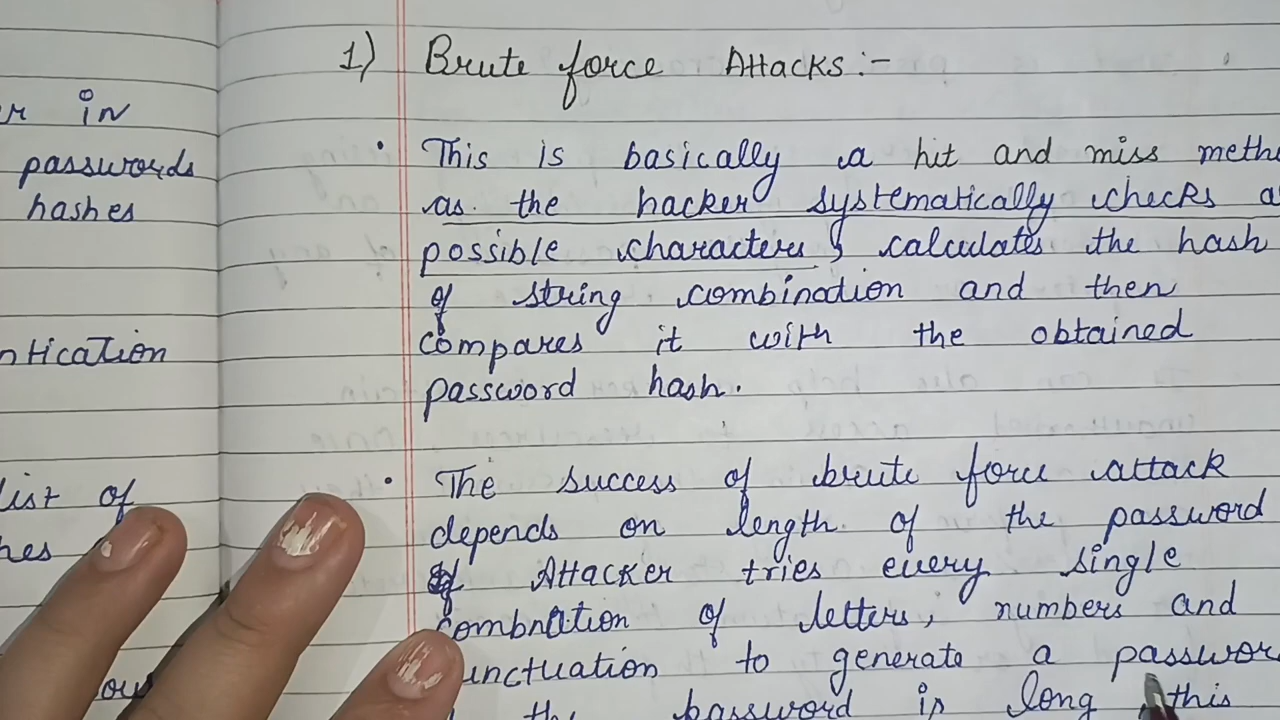 er in
passwords
hashes
ntication
list of
hes
1) Brute force Attacks :-
• This is basically a hit and miss meth
as the hacker systematically checks a
possible characters & calculates the hash
of string combination and then
compares it with the obtained
password hash.
• The success of brute force attack
depends on length of the password
Attacker tries every single
combnation of letters, numbers and
unctuation to generate a passwor
the password is long this